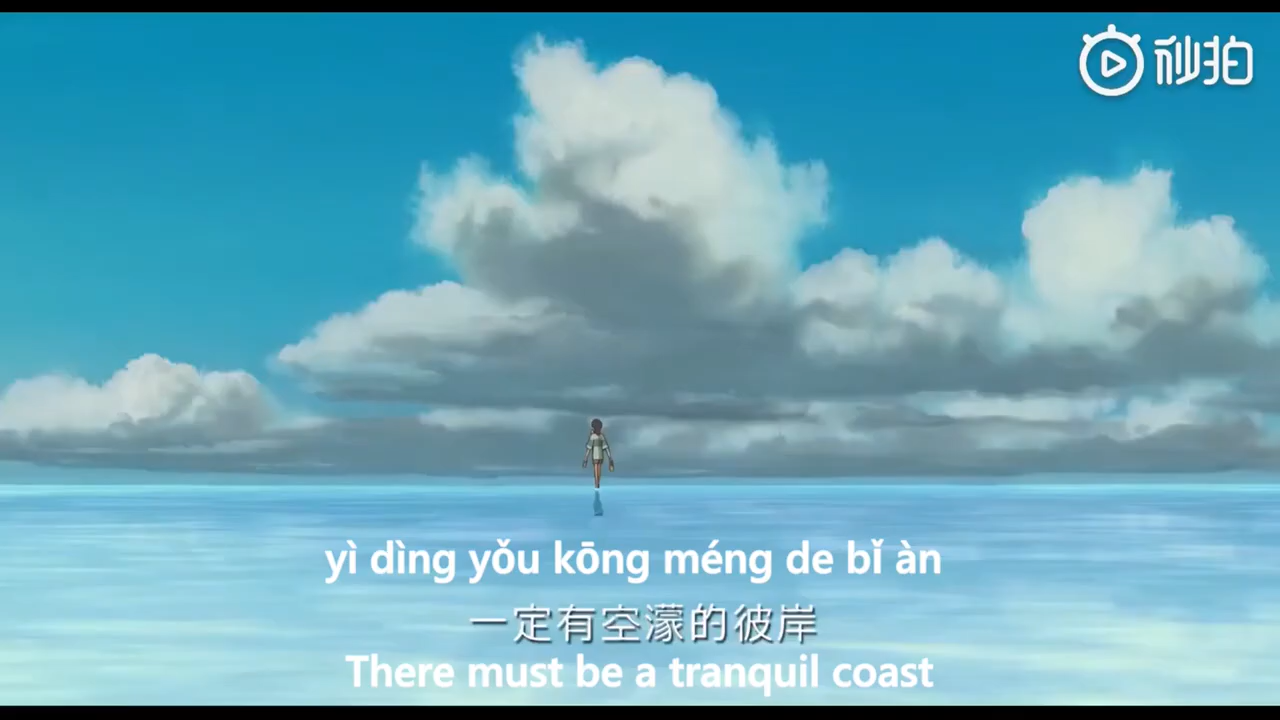 秒拍
yì dìng yǒu kōng méng de bǐ àn
一定有空濛的彼岸
There must be a tranquil coast